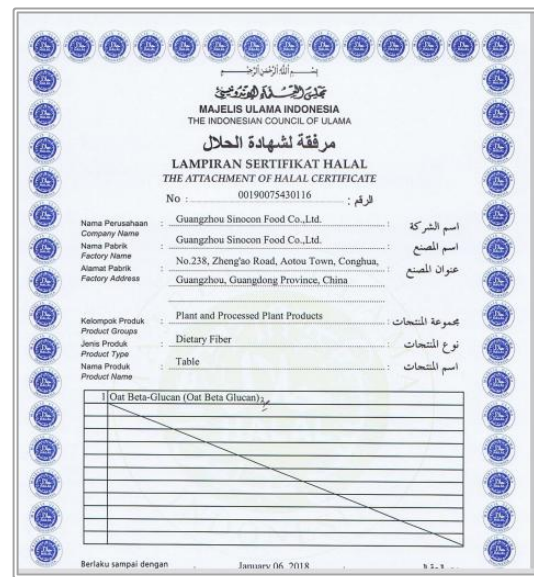 بسم الله الرحمن الرحيم
MAJELIS ULAMA INDONESIA
THE INDONESIAN COUNCIL OF ULAMA
مرفقة لشهادة الحلال
LAMPIRAN SERTIFIKAT HALAL
THE ATTACHMENT OF HALAL CERTIFICATE
No : 00190075430116 الرقم :
Nama Perusahaan : Guangzhou Sinocon Food Co.,Ltd. : اسم الشركة
Company Name
Nama Pabrik : Guangzhou Sinocon Food Co.,Ltd. : اسم المصنع
Factory Name
Alamat Pabrik : No.238, Zheng'ao Road, Aotou Town, Conghua, : عنوان المصنع
Factory Address Guangzhou, Guangdong Province, China
Kelompok Produk : Plant and Processed Plant Products : مجموعة المنتجات
Product Groups
Jenis Produk : Dietary Fiber : نوع المنتجات
Product Type
Nama Produk : Table : اسم المنتجات
Product Name
1 Oat Beta-Glucan (Oat Beta Glucan)
Berlaku sampai dengan January 06, 2018